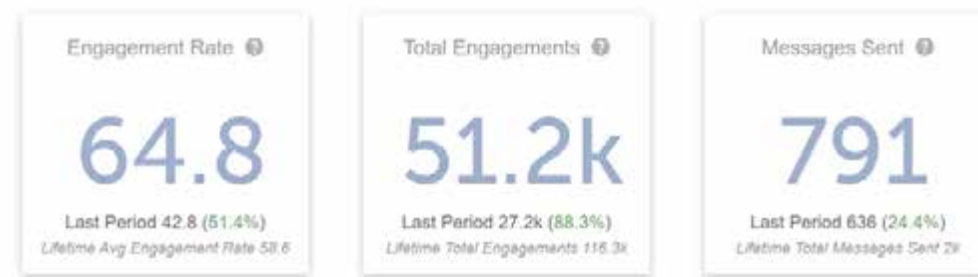 Engagement Rate ?
64.8
Last Period 42.8 (51.4%)
Lifetime Avg Engagement Rate 58.6
Total Engagements ?
51.2k
Last Period 27.2k (88.3%)
Lifetime Total Engagements 116.3k
Messages Sent ?
791
Last Period 636 (24.4%)
Lifetime Total Messages Sent 2k